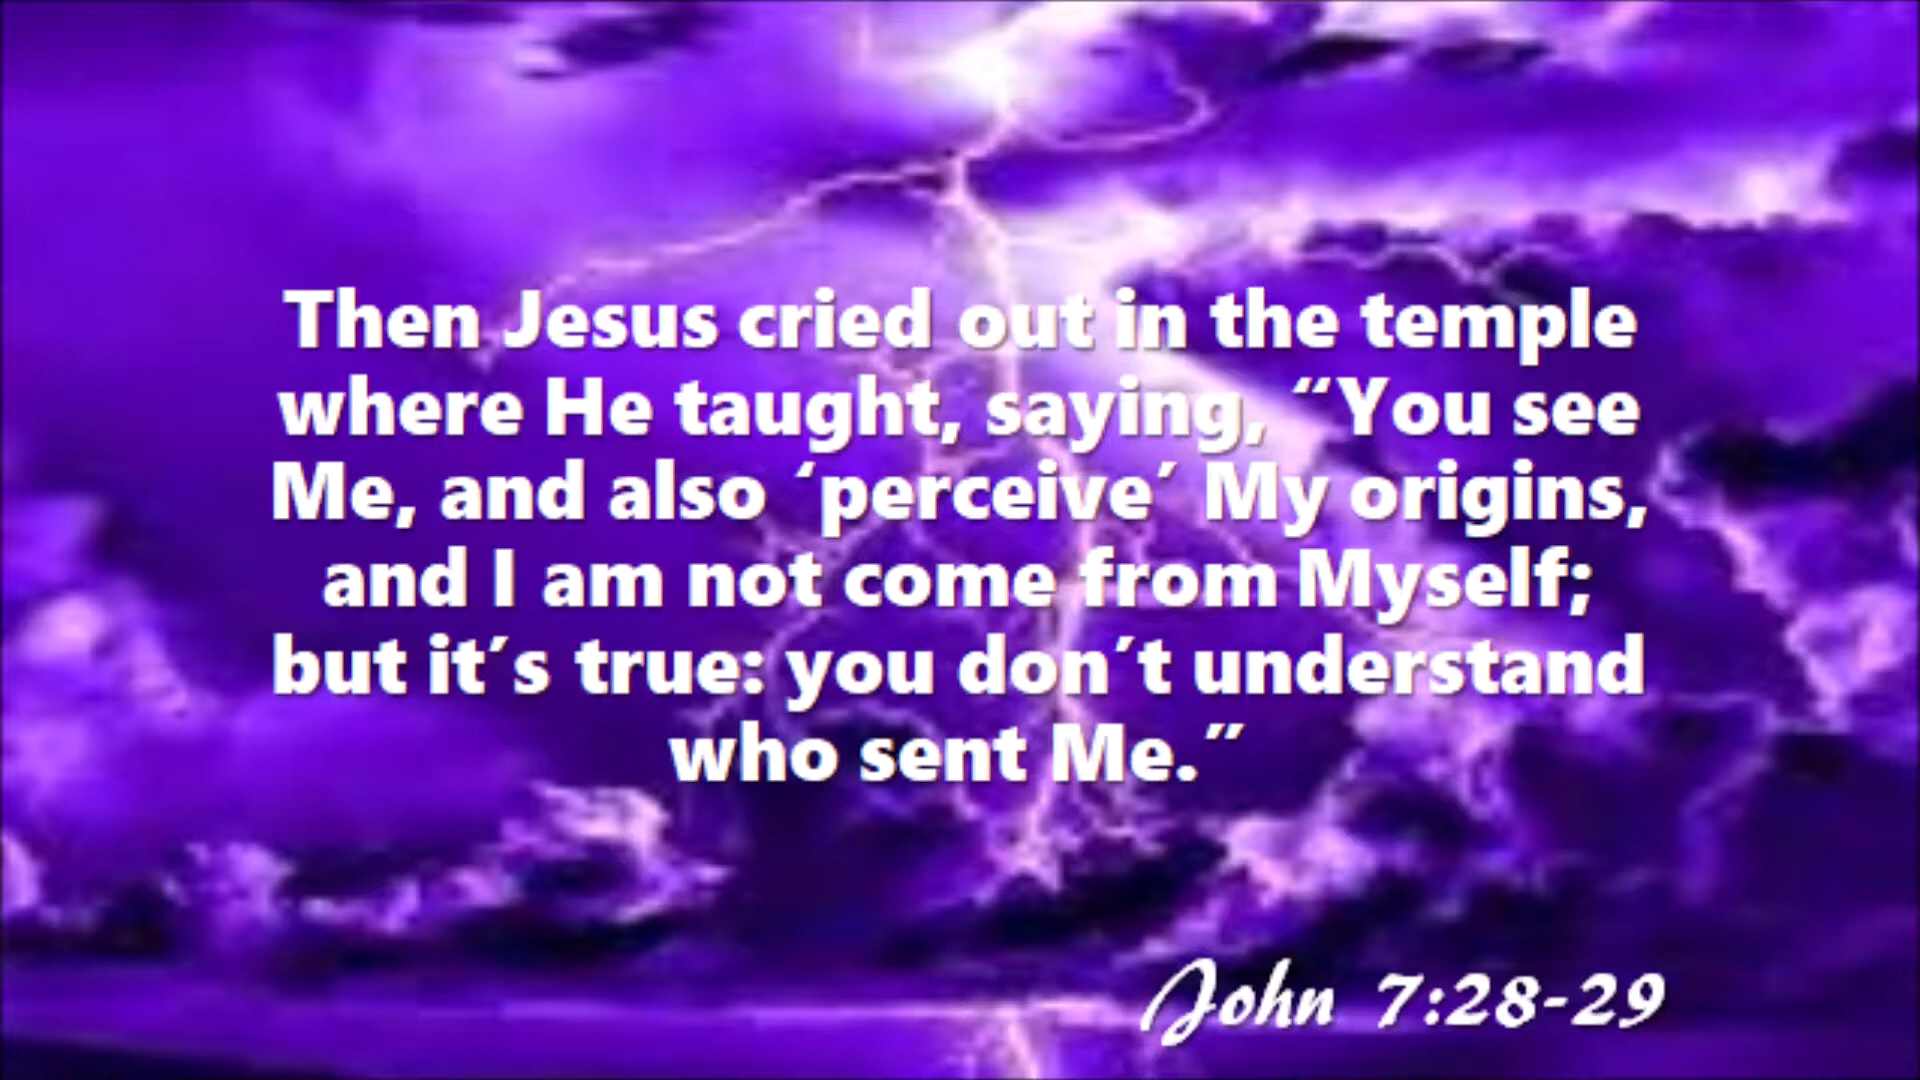 Then Jesus cried out in the temple
where He taught, saying, “You see
Me, and also ‘perceive’ My origins,
and I am not come from Myself;
but it’s true: you don’t understand
who sent Me.”
John 7:28-29